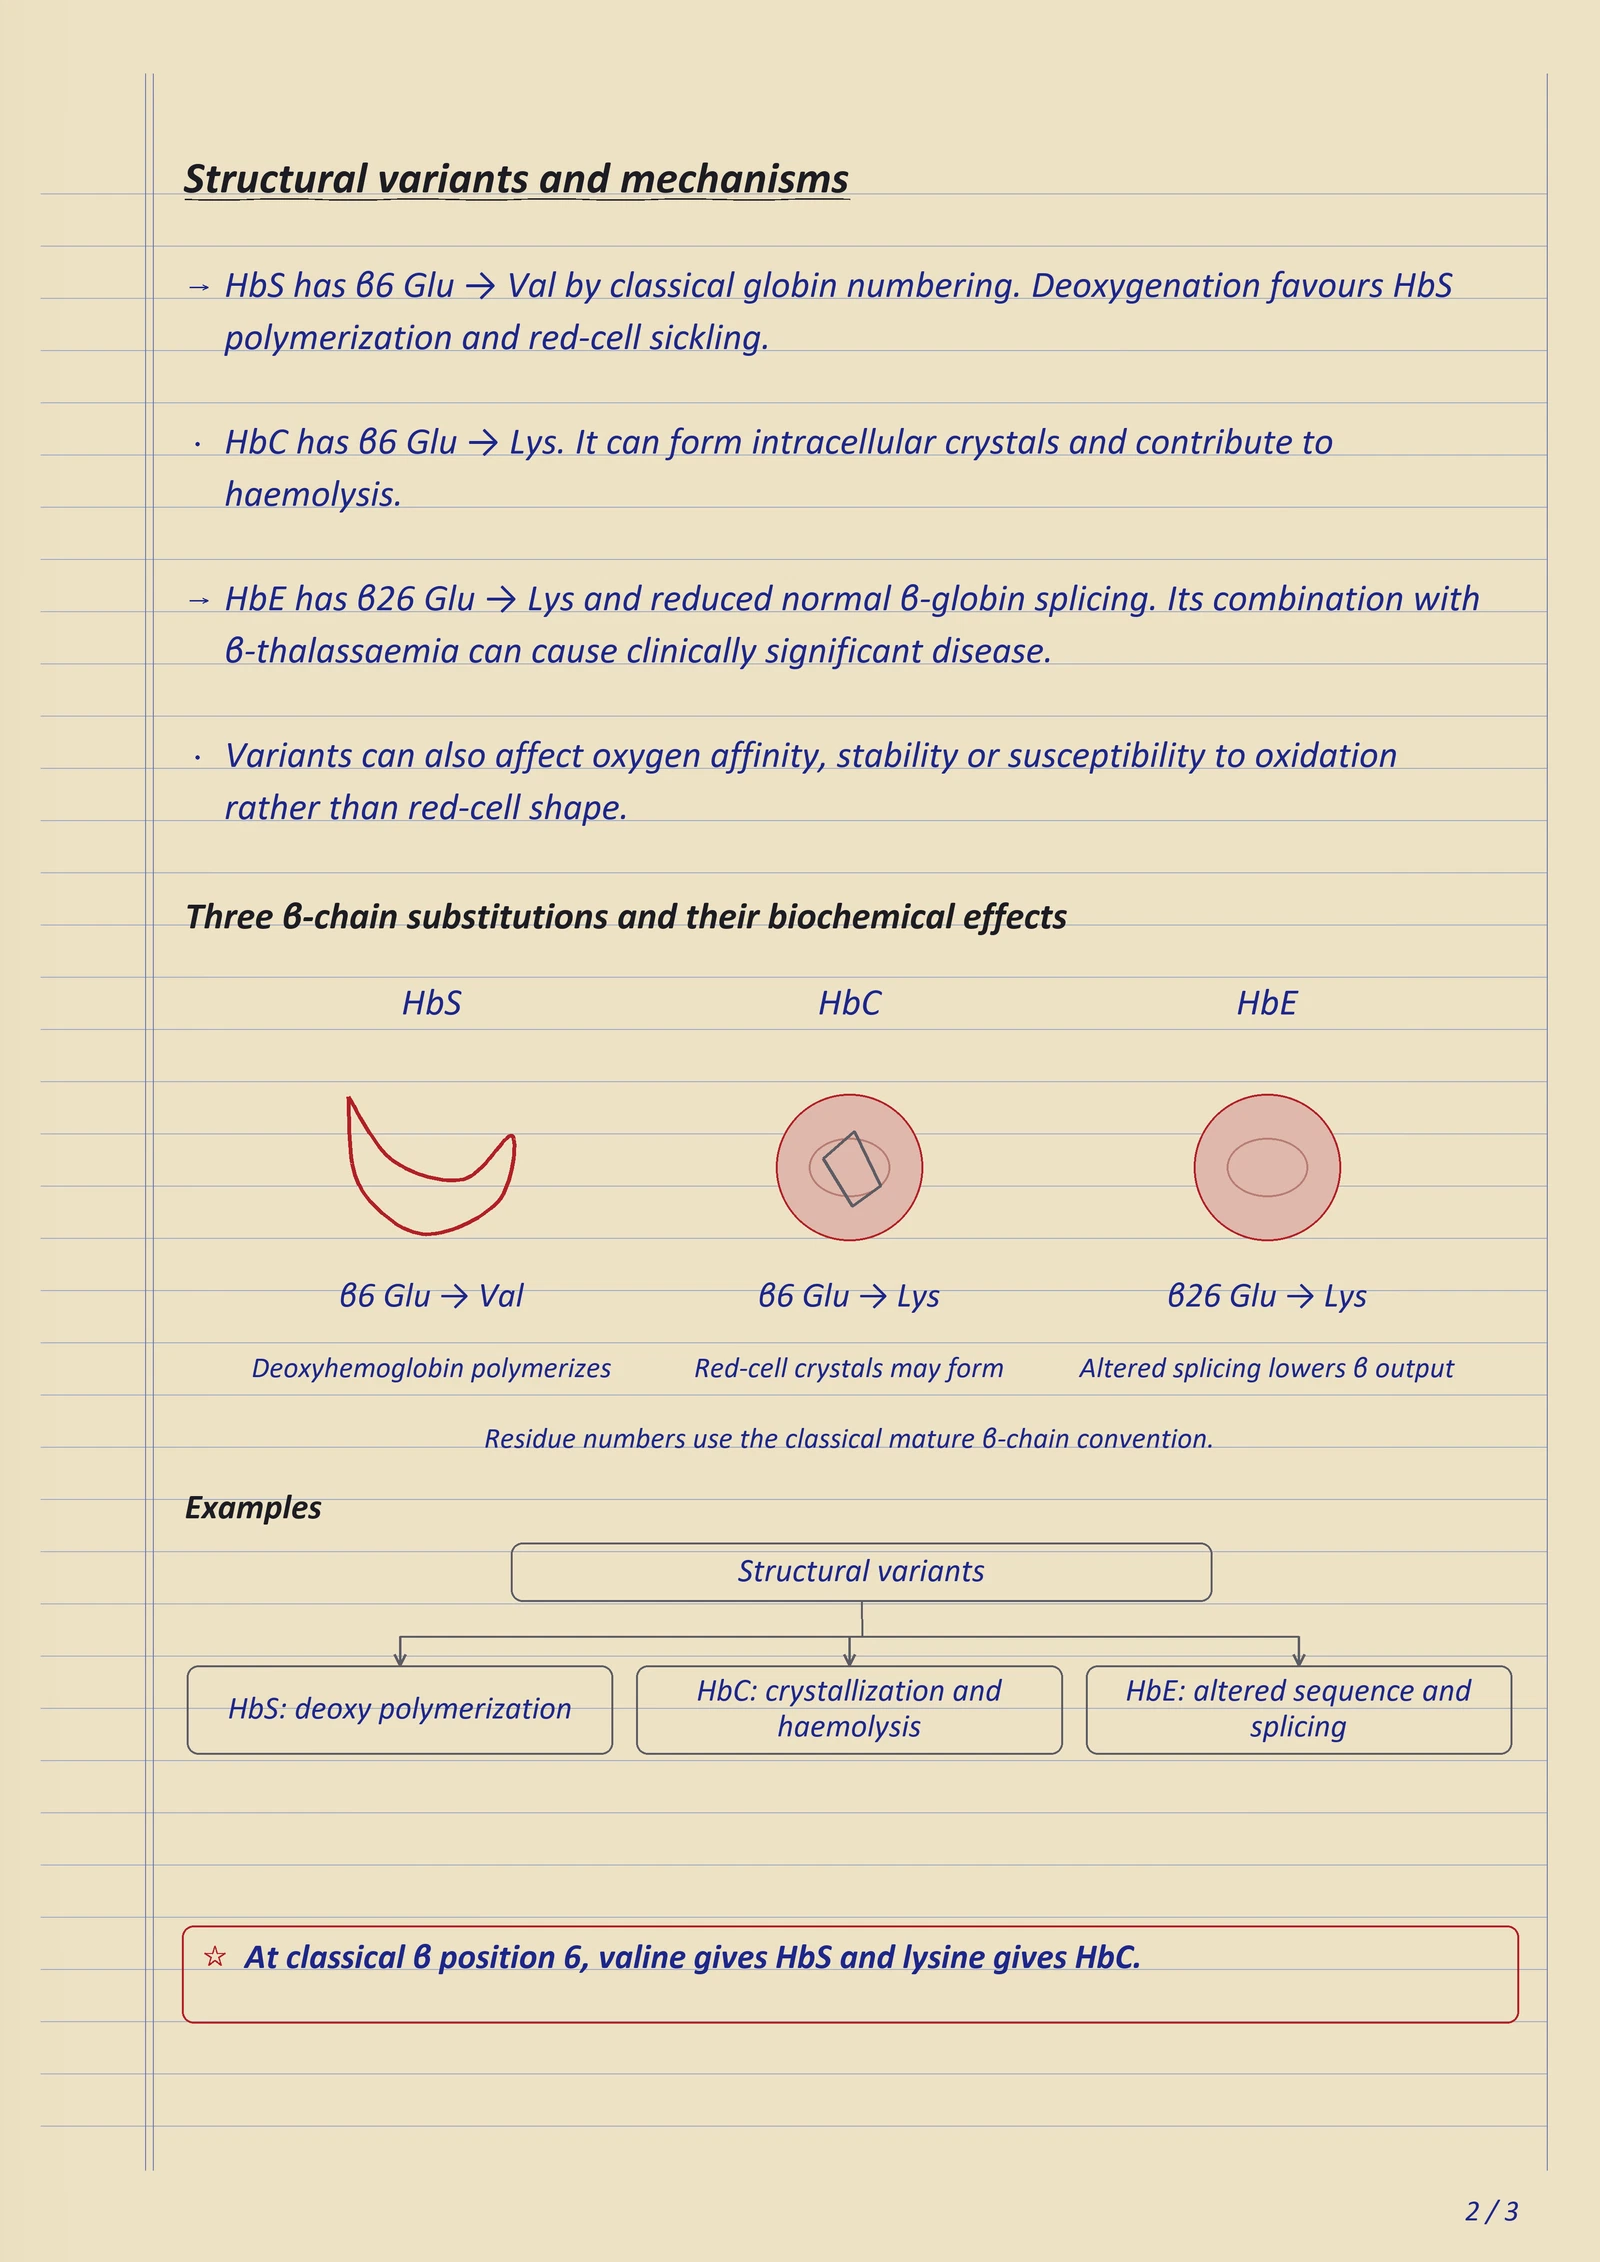 Structural variants and mechanisms
→ HbS has β6 Glu → Val by classical globin numbering. Deoxygenation favours HbS
polymerization and red-cell sickling.
· HbC has β6 Glu → Lys. It can form intracellular crystals and contribute to
haemolysis.
→ HbE has β26 Glu → Lys and reduced normal β-globin splicing. Its combination with
β-thalassaemia can cause clinically significant disease.
· Variants can also affect oxygen affinity, stability or susceptibility to oxidation
rather than red-cell shape.
Three β-chain substitutions and their biochemical effects
HbS HbC HbE
β6 Glu → Val β6 Glu → Lys β26 Glu → Lys
Deoxyhemoglobin polymerizes Red-cell crystals may form Altered splicing lowers β output
Residue numbers use the classical mature β-chain convention.
Examples
Structural variants
HbS: deoxy polymerization
HbC: crystallization and
haemolysis
HbE: altered sequence and
splicing
☆ At classical β position 6, valine gives HbS and lysine gives HbC.
2 / 3